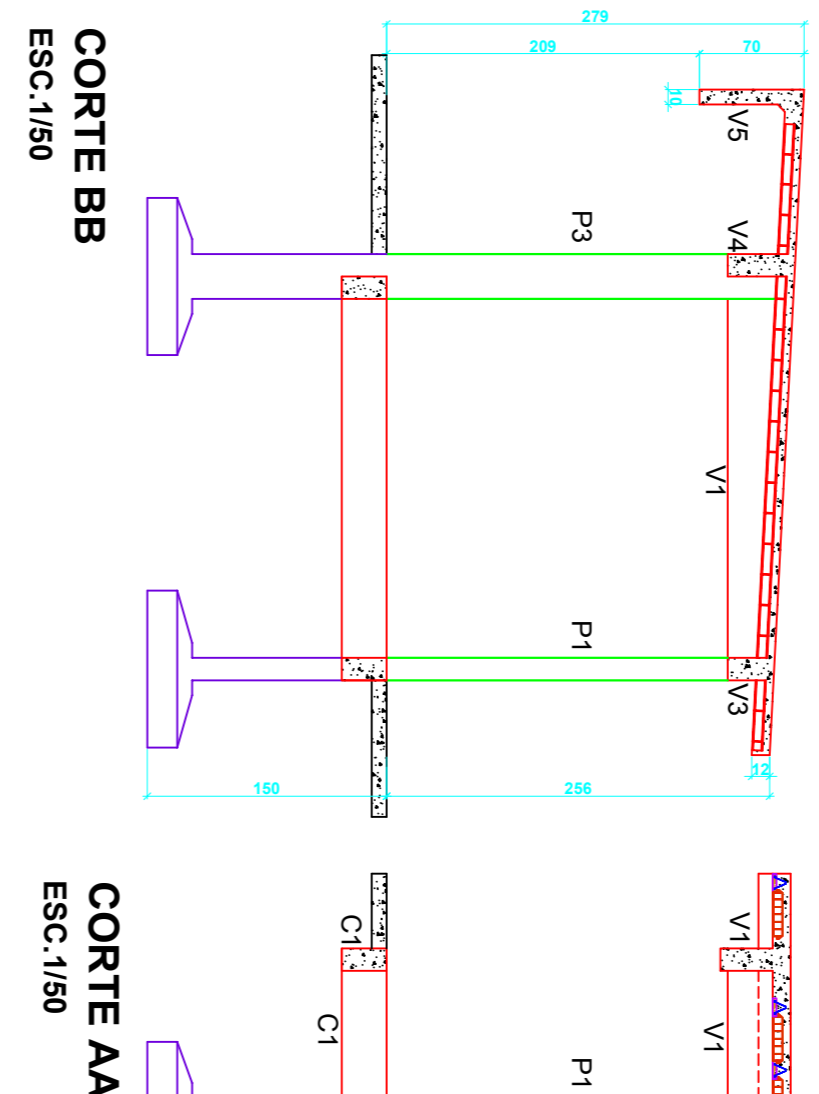 279
209
70
10
V5
V4
P3
V1
P1
V3
12
150
256
CORTE BB
ESC.1/50
V1
C1
V1
C1
P1
CORTE AA
ESC.1/50